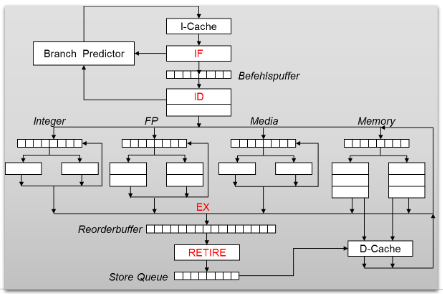 I-Cache
Branch Predictor
IF
Befehlspuffer
ID
Integer FP Media Memory
EX
Reorderbuffer
RETIRE
D-Cache
Store Queue